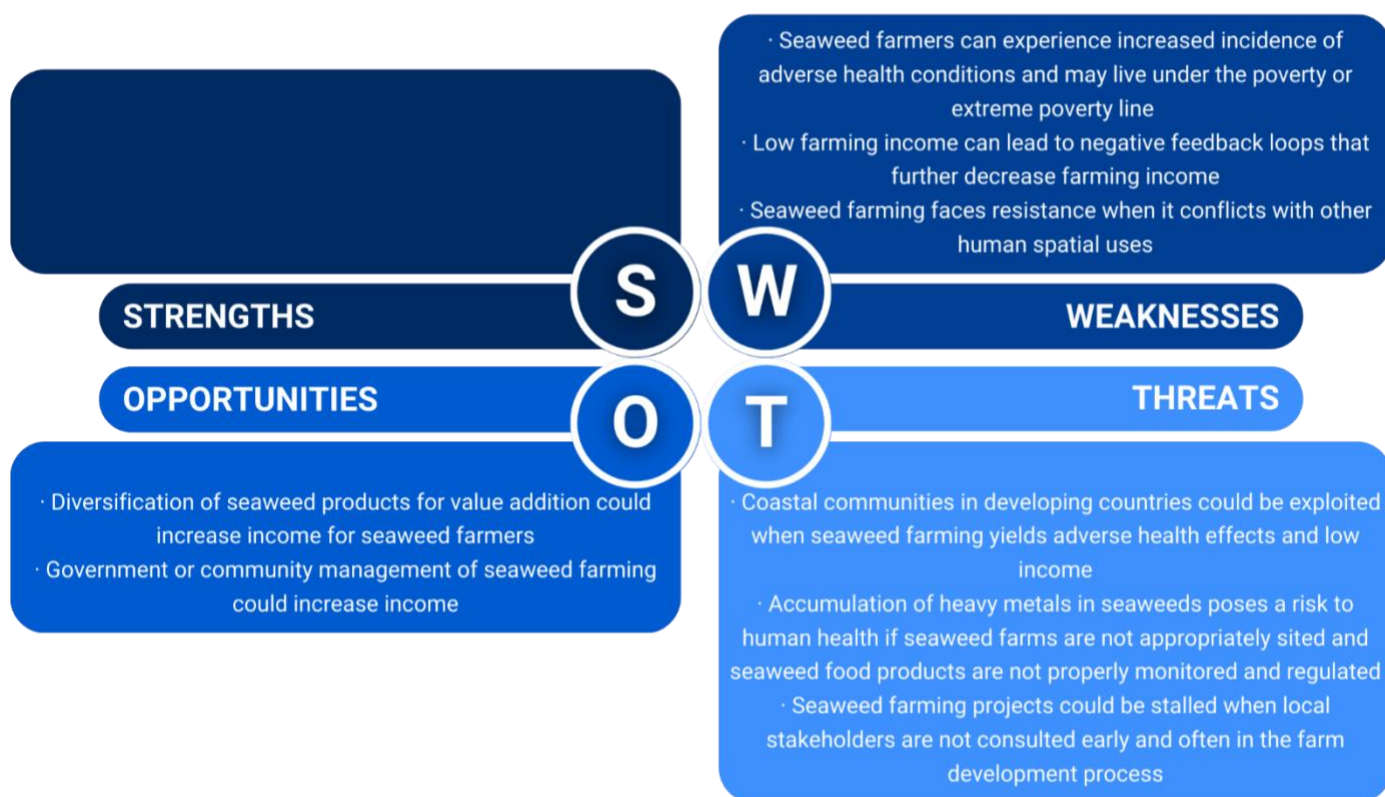 · Seaweed farmers can experience increased incidence of
adverse health conditions and may live under the poverty or
extreme poverty line
· Low farming income can lead to negative feedback loops that
further decrease farming income
· Seaweed farming faces resistance when it conflicts with other
human spatial uses
S
W
STRENGTHS
WEAKNESSES
OPPORTUNITIES
THREATS
O
T
· Diversification of seaweed products for value addition could
increase income for seaweed farmers
· Government or community management of seaweed farming
could increase income
· Coastal communities in developing countries could be exploited
when seaweed farming yields adverse health effects and low
income
· Accumulation of heavy metals in seaweeds poses a risk to
human health if seaweed farms are not appropriately sited and
seaweed food products are not properly monitored and regulated
· Seaweed farming projects could be stalled when local
stakeholders are not consulted early and often in the farm
development process